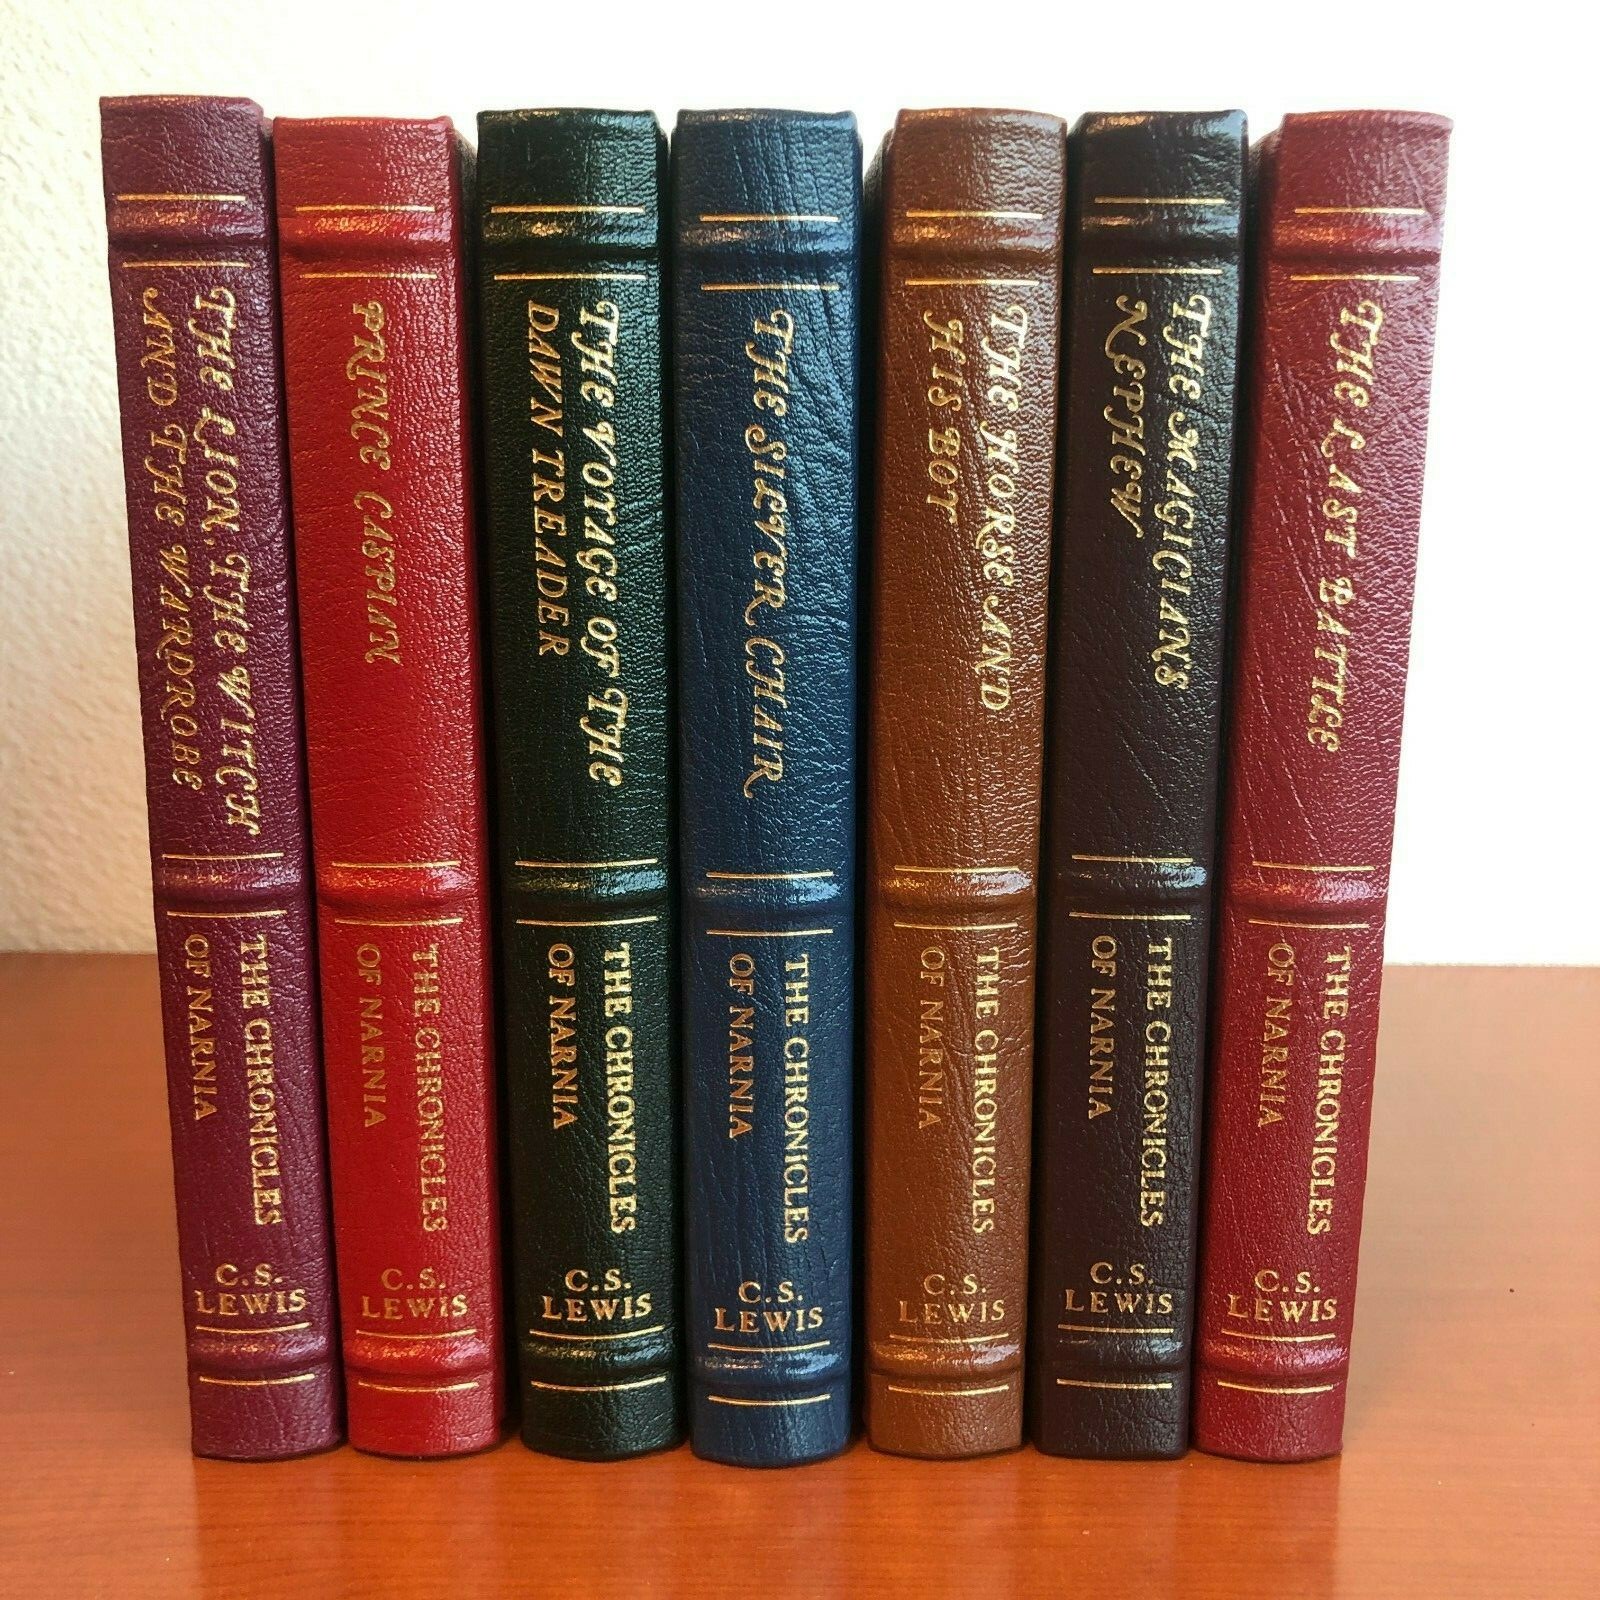 THE LION, THE WITCH
AND THE WARDROBE
THE CHRONICLES
OF NARNIA
C.S.
LEWIS
PRINCE CASPIAN
THE CHRONICLES
OF NARNIA
C.S.
LEWIS
THE VOYAGE OF THE
DAWN TREADER
THE CHRONICLES
OF NARNIA
C.S.
LEWIS
THE SILVER CHAIR
THE CHRONICLES
OF NARNIA
C.S.
LEWIS
THE HORSE AND
HIS BOY
THE CHRONICLES
OF NARNIA
C.S.
LEWIS
THE MAGICIANS
NEPHEW
THE CHRONICLES
OF NARNIA
C.S.
LEWIS
THE LAST BATTLE
THE CHRONICLES
OF NARNIA
C.S.
LEWIS